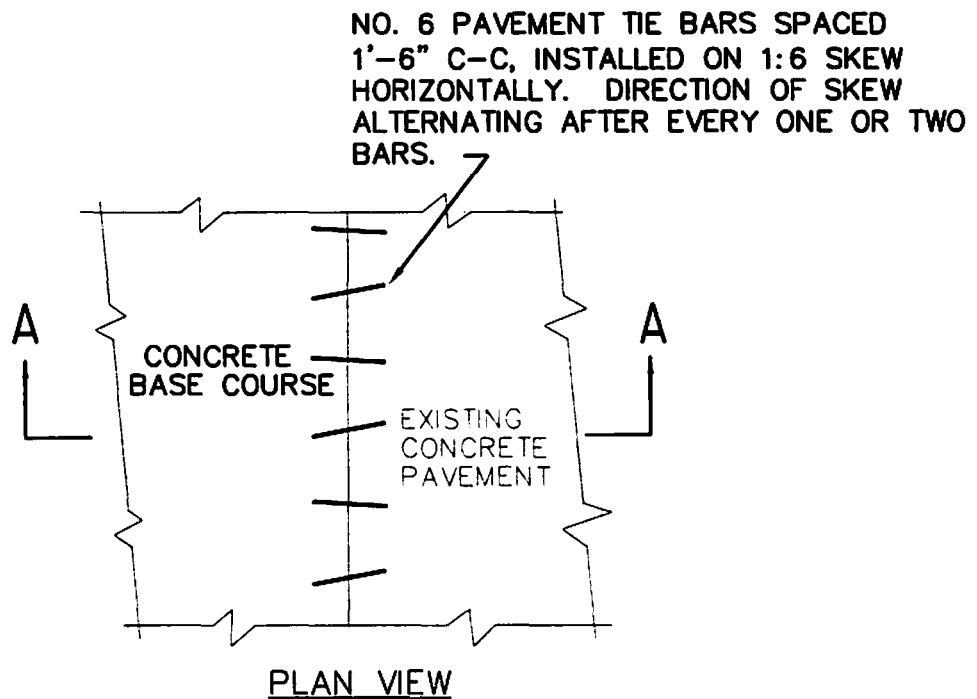 NO. 6 PAVEMENT TIE BARS SPACED
1'-6" C-C, INSTALLED ON 1:6 SKEW
HORIZONTALLY. DIRECTION OF SKEW
ALTERNATING AFTER EVERY ONE OR TWO
BARS.
A
A
CONCRETE
BASE COURSE
EXISTING
CONCRETE
PAVEMENT
PLAN VIEW